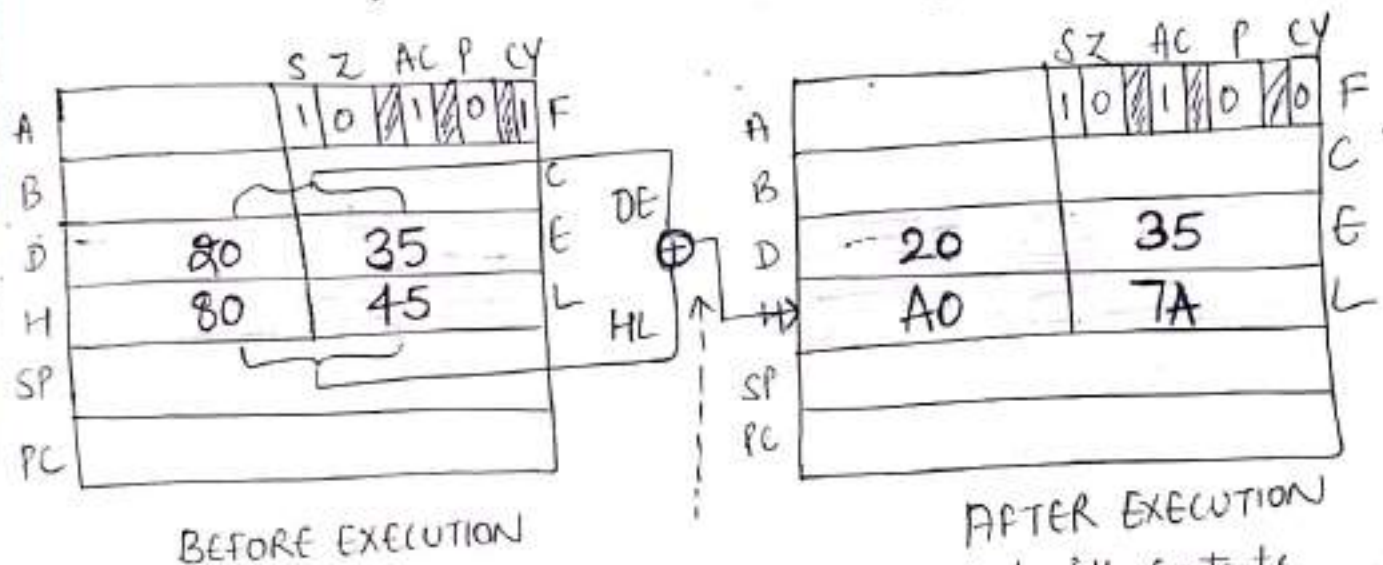 S Z AC P CY
A 1 0 1 0 1 F
B C
D 20 35 E
H 80 45 L
SP
PC
DE
HL
BEFORE EXECUTION
S Z AC P CY
A 1 0 1 0 0 F
B C
D 20 35 E
H A0 7A L
SP
PC
AFTER EXECUTION